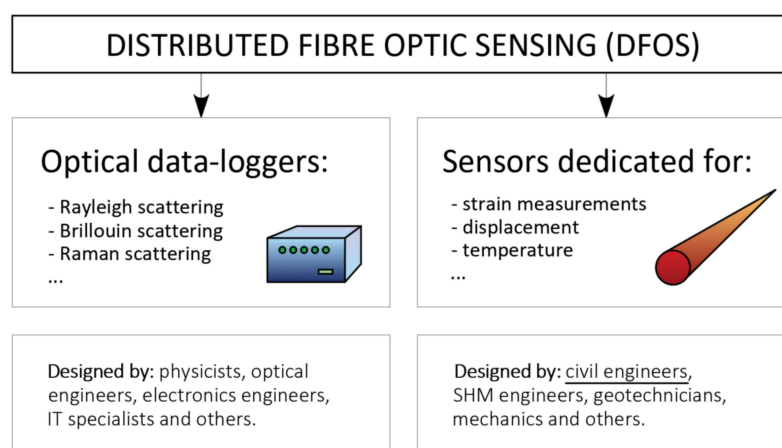 DISTRIBUTED FIBRE OPTIC SENSING (DFOS)
Optical data-loggers:
- Rayleigh scattering
- Brillouin scattering
- Raman scattering
...
Sensors dedicated for:
- strain measurements
- displacement
- temperature
...
Designed by: physicists, optical
engineers, electronics engineers,
IT specialists and others.
Designed by: civil engineers,
SHM engineers, geotechnicians,
mechanics and others.